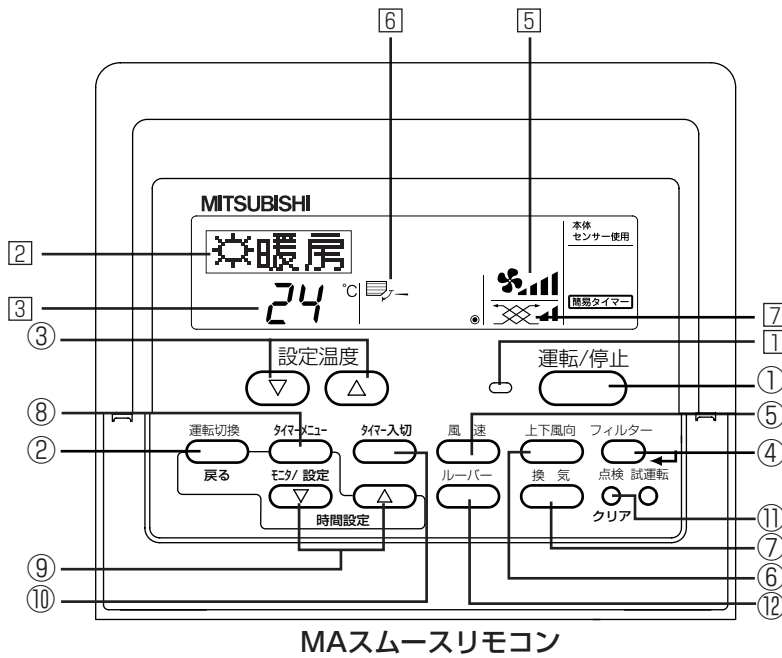 6 5
MITSUBISHI
本体
センサー使用
2 暖房
3 24 ℃ 簡易タイマー 7
1
③ 設定温度 運転/停止 ①
▽ △
⑧ ⑤
② 運転切換 タイマーメニュー タイマー入切 風 速 上下風向 フィルター ④
戻る モニタ/設定 ルーバー 換 気 点検 試運転
▽ △ クリア ⑪
時間設定
⑨ ⑦
⑩ ⑥
⑫
MAスムースリモコン